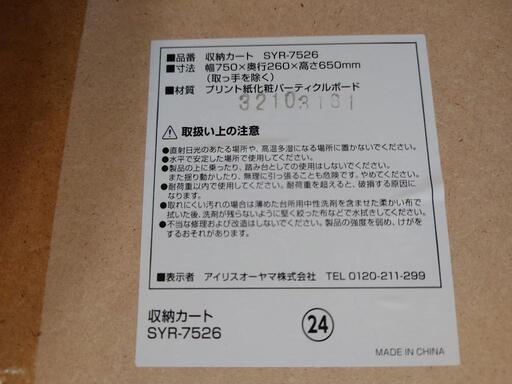 ■品番 収納カート SYR-7526
■寸法 幅750×奥行260×高さ650mm
(取っ手を除く)
■材質 プリント紙化粧パーティクルボード
32103181
取扱い上の注意
●直射日光のあたる場所や、高温多湿になる場所に置かないでください。
●水平で安定した場所で使用してください。
●製品の上に乗ったり、踏み台としての使用はしないでください。
また揺り動かしたり、無理に引っ張ることも危険です。やめてください。
●耐荷重以内で使用してください。耐荷重を超えると、破損する原因に
なります。
●取れにくい汚れの場合は薄めた台所用中性洗剤を含ませた柔らかい布で
拭いた後、洗剤が残らないように堅く絞った布などで水拭きしてください。
●不当な修理および改造はしないでください。製品の強度を弱め、けがを
するおそれがあります。
■表示者 アイリスオーヤマ株式会社 TEL 0120-211-299
収納カート
SYR-7526
24
MADE IN CHINA